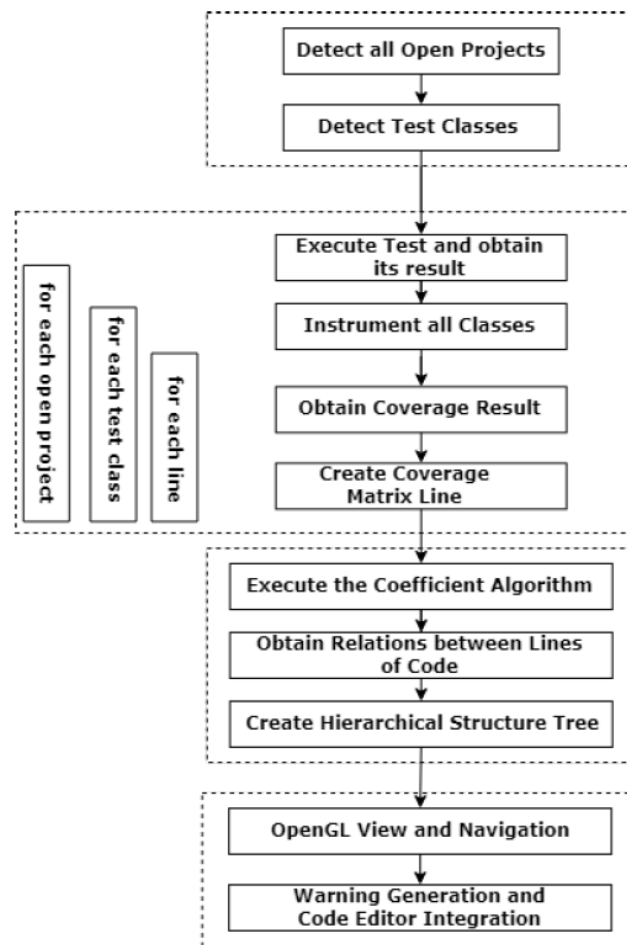 Detect all Open Projects
Detect Test Classes
Execute Test and obtain
its result
for each open project
for each test class
for each line
Instrument all Classes
Obtain Coverage Result
Create Coverage
Matrix Line
Execute the Coefficient Algorithm
Obtain Relations between Lines
of Code
Create Hierarchical Structure Tree
OpenGL View and Navigation
Warning Generation and
Code Editor Integration